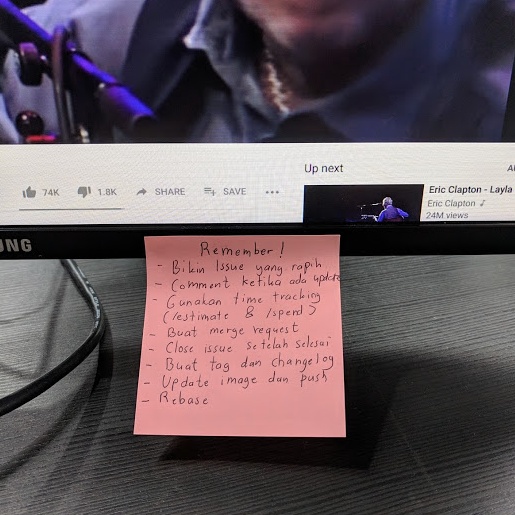 74K
1.8K
SHARE
SAVE
Up next
Eric Clapton - Layla
Eric Clapton
24M views
UNG
Remember!
- Bikin Issue yang rapih
- Comment ketika ada update
- Gunakan time tracking
(/estimate & /spend)
- Buat merge request
- Close issue setelah selesai
- Buat tag dan changelog
- Update image dan push
- Rebase